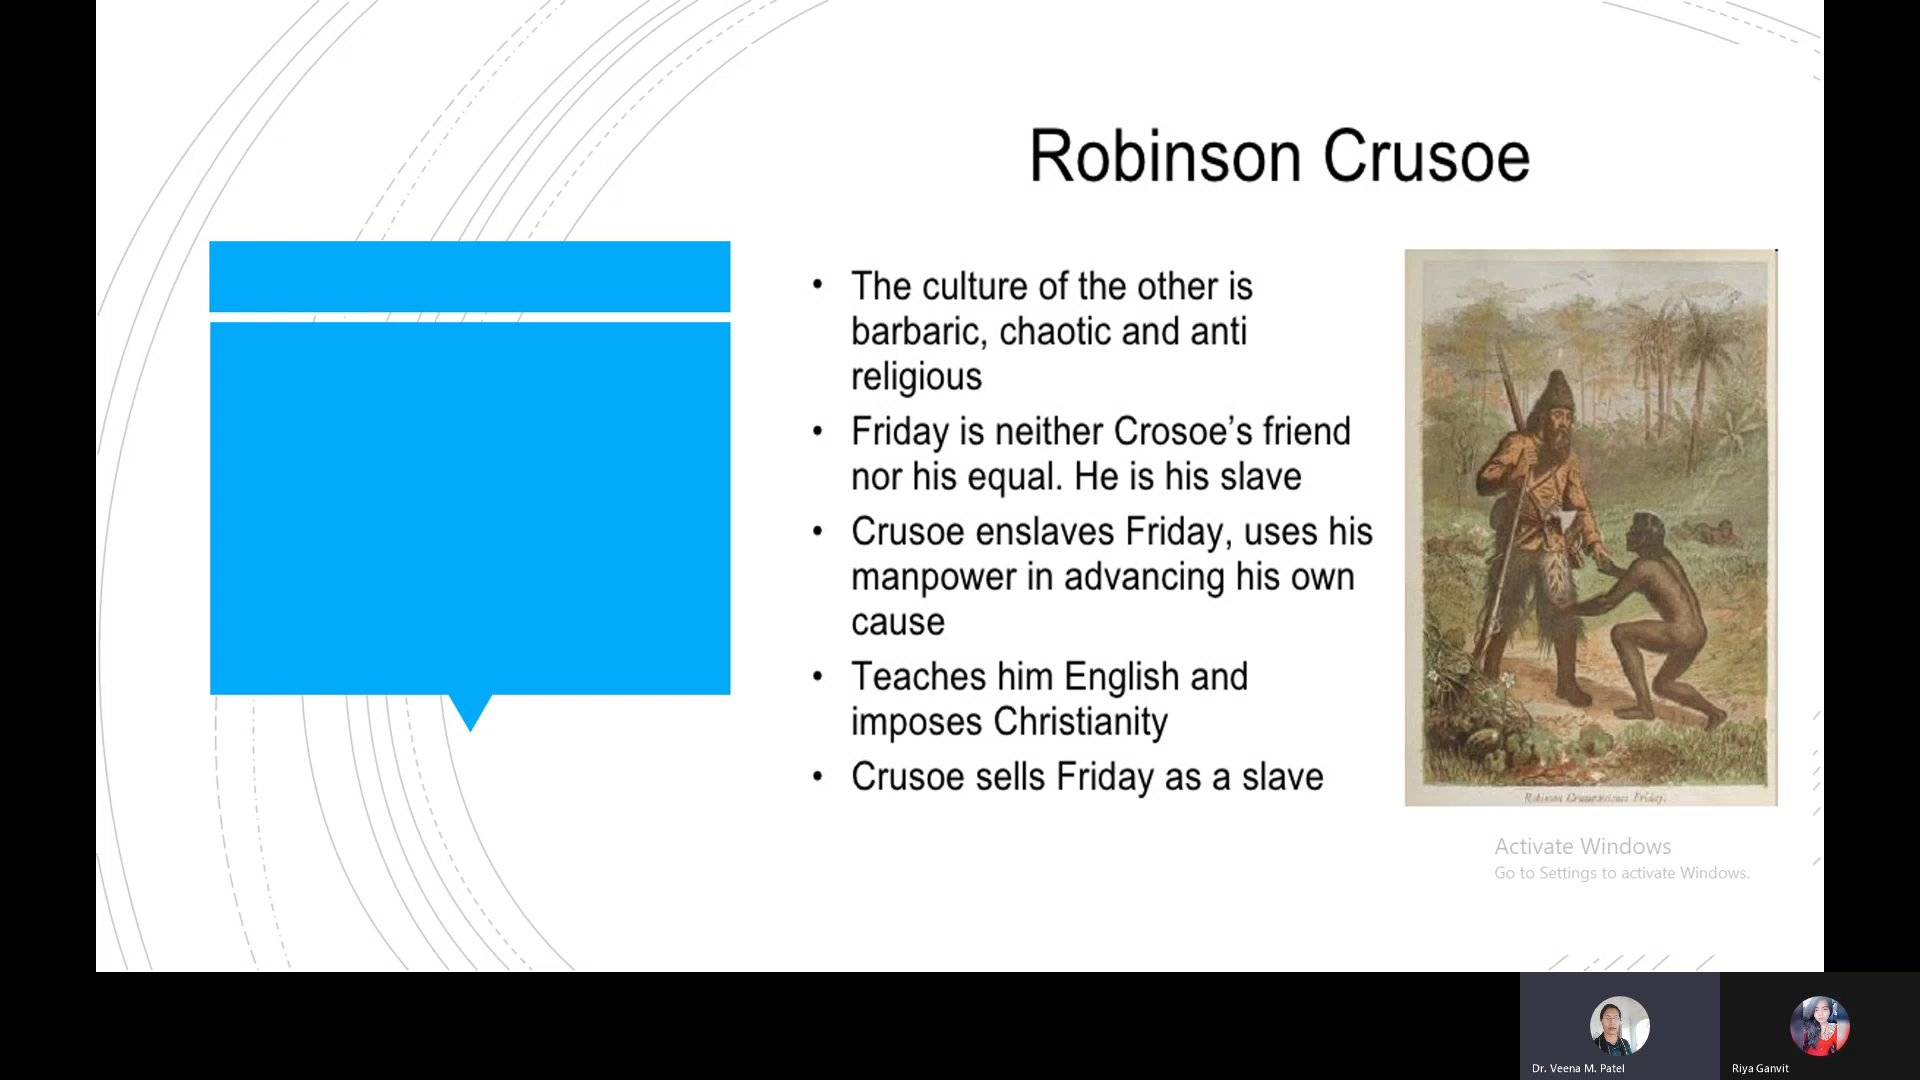 Robinson Crusoe
• The culture of the other is
barbaric, chaotic and anti
religious
• Friday is neither Crosoe’s friend
nor his equal. He is his slave
• Crusoe enslaves Friday, uses his
manpower in advancing his own
cause
• Teaches him English and
imposes Christianity
• Crusoe sells Friday as a slave
Robinson Friday.
Activate Windows
Go to Settings to activate Windows.
Dr. Veena M. Patel
Riya Ganvit